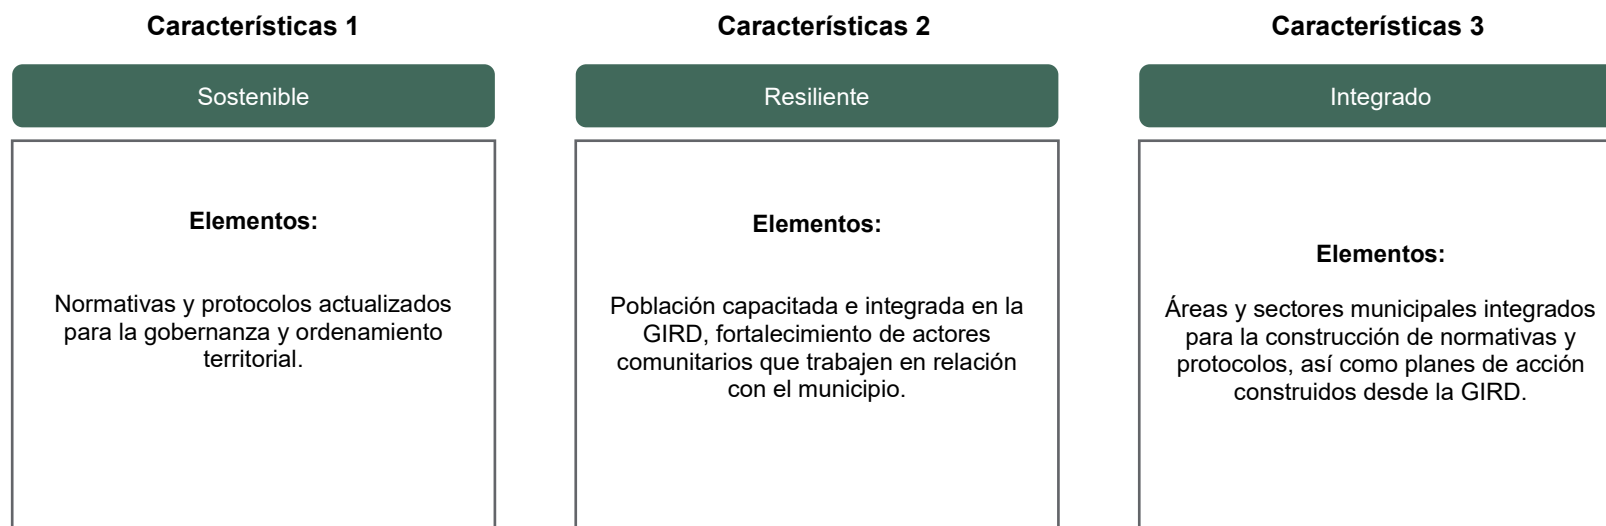 Características 1
Sostenible
Elementos:
Normativas y protocolos actualizados
para la gobernanza y ordenamiento
territorial.
Características 2
Resiliente
Elementos:
Población capacitada e integrada en la
GIRD, fortalecimiento de actores
comunitarios que trabajen en relación
con el municipio.
Características 3
Integrado
Elementos:
Áreas y sectores municipales integrados
para la construcción de normativas y
protocolos, así como planes de acción
construidos desde la GIRD.